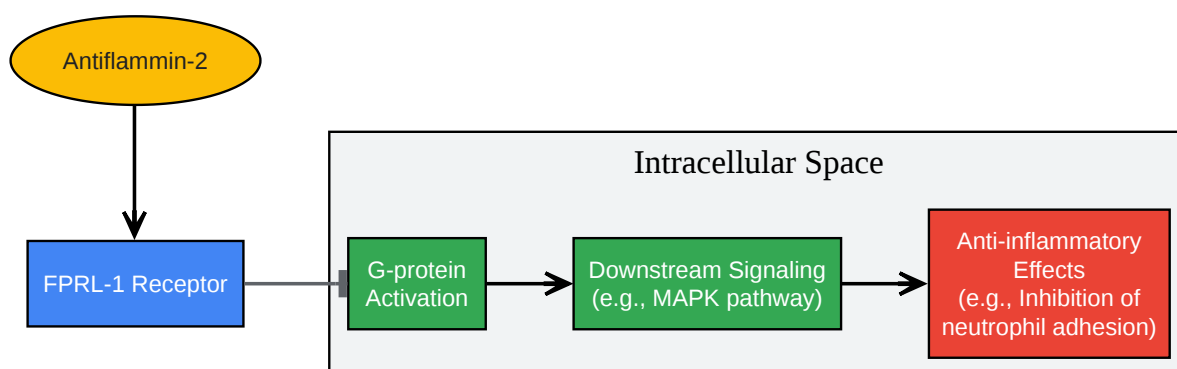 Antiflammin-2
Intracellular Space
FPRL-1 Receptor
G-protein
Activation
Downstream Signaling
(e.g., MAPK pathway)
Anti-inflammatory
Effects
(e.g., Inhibition of
neutrophil adhesion)